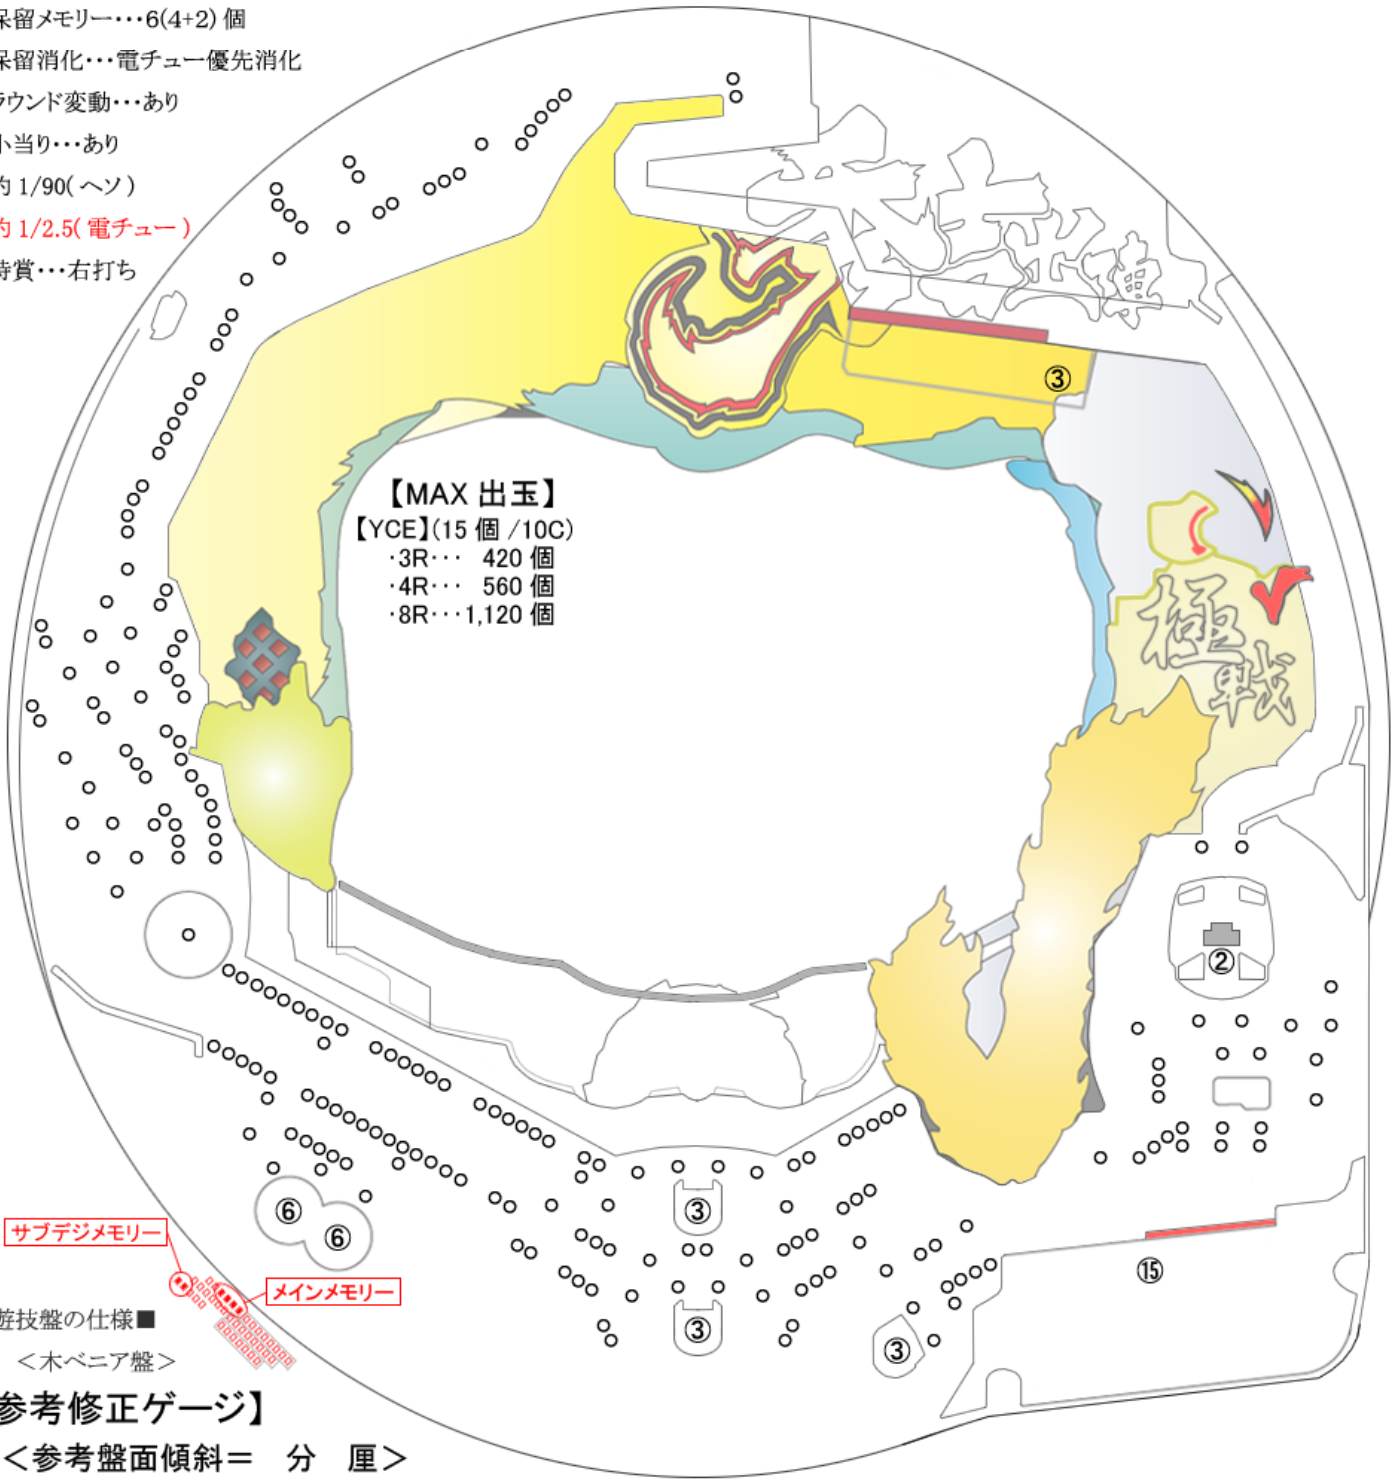 保留メモリー・・・6(4+2)個
保留消化・・・電チュー優先消化
ラウンド変動・・・あり
小当り・・・あり
約 1/90(ヘソ)
約 1/2.5(電チュー)
特賞・・・右打ち
③
【MAX 出玉】
【YCE】(15 個 /10C)
・3R・・・ 420 個
・4R・・・ 560 個
・8R・・・1,120 個
極
戦
②
⑥
⑥
③
サブデジメモリー
メインメモリー
⑮
③
③
遊技盤の仕様■
<木ベニア盤>
参考修正ゲージ】
<参考盤面傾斜= 分 厘>